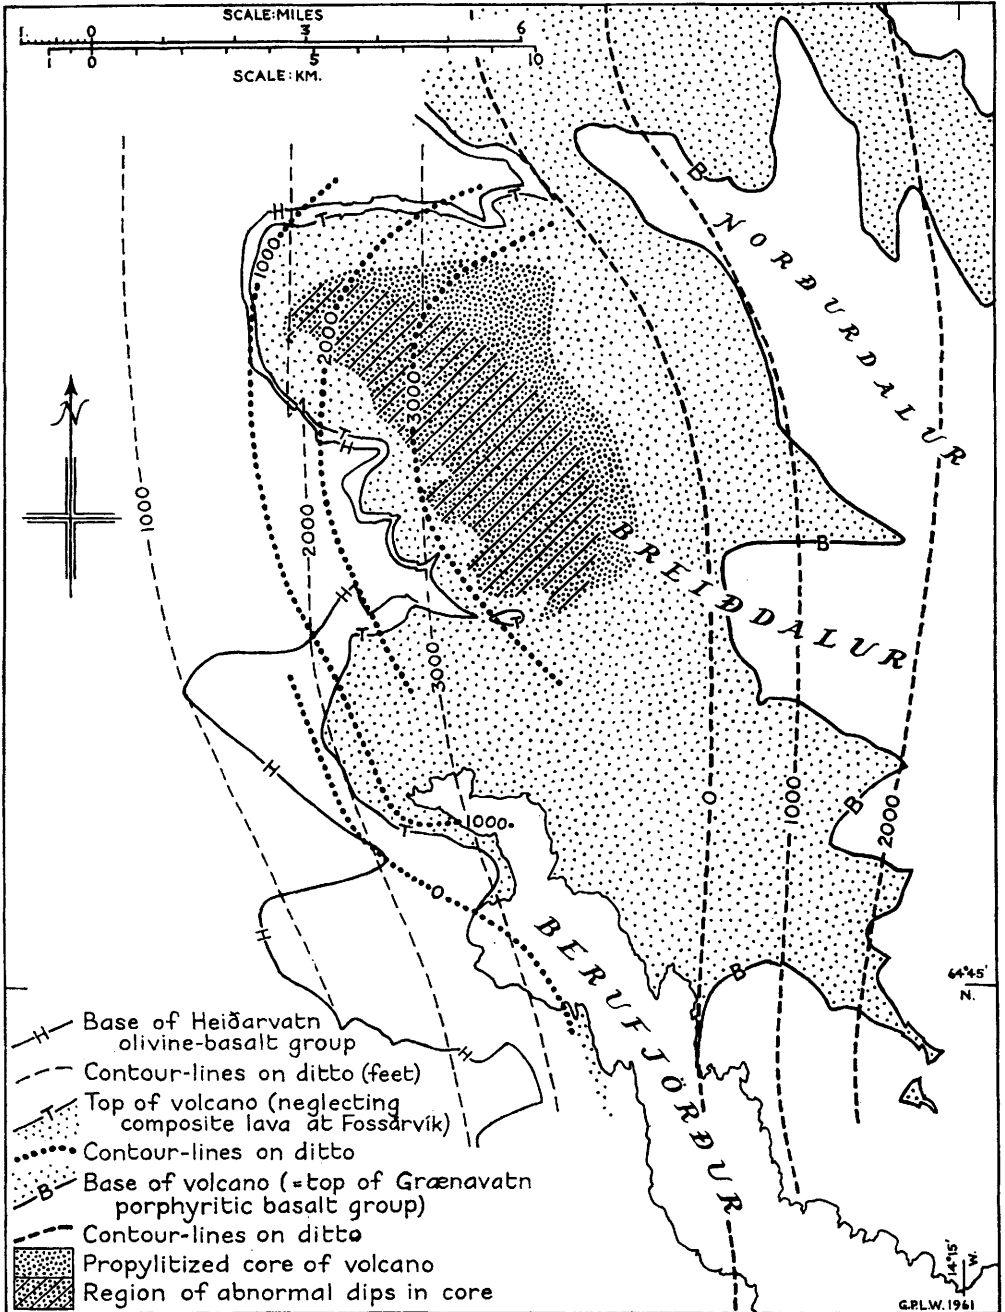 SCALE:MILES
1. 0 3 1. 6
1 0 5 10
SCALE:KM.
B
NORÐURDALUR
H T T
1000
2000
3000
T
H
N
1000
2000
BREIÐDALUR
B
H
T
3000
H
T
1000
0
0
1000
2000
B
H
BERUFJÖRÐUR
B
64°45'
N.
H
H Base of Heiðarvatn
olivine-basalt group
Contour-lines on ditto (feet)
T Top of volcano (neglecting
composite lava at Fossárvík)
Contour-lines on ditto
B Base of volcano (=top of Grænavatn
porphyritic basalt group)
Contour-lines on ditto
Propylitized core of volcano
Region of abnormal dips in core
14°15'
W.
G.P.L.W. 1961